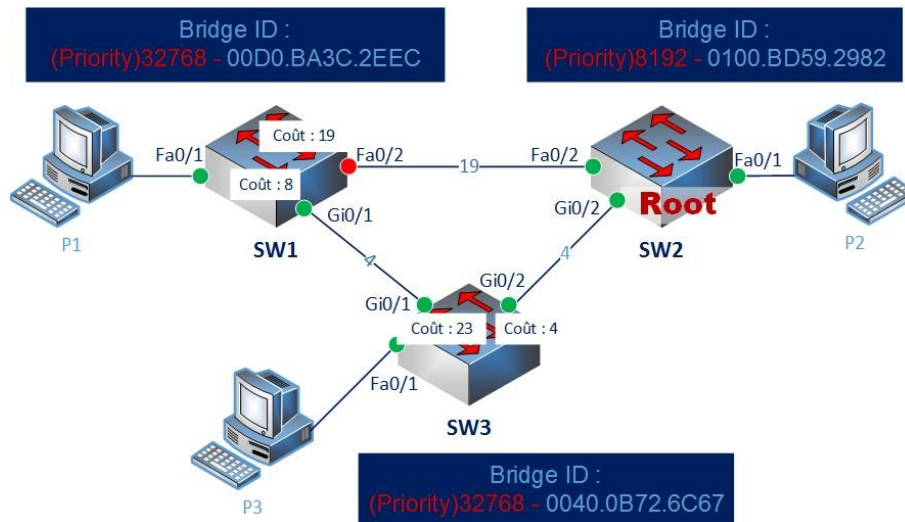 Bridge ID :
(Priority)32768 - 00D0.BA3C.2EEC
Bridge ID :
(Priority)8192 - 0100.BD59.2982
Coût : 19
Fa0/1
Fa0/2
19
Fa0/2
Fa0/1
Coût : 8
Gi0/1
Gi0/2
Root
P1
SW1
SW2
P2
4
4
Gi0/2
Gi0/1
Coût : 23
Coût : 4
Fa0/1
SW3
P3
Bridge ID :
(Priority)32768 - 0040.0B72.6C67